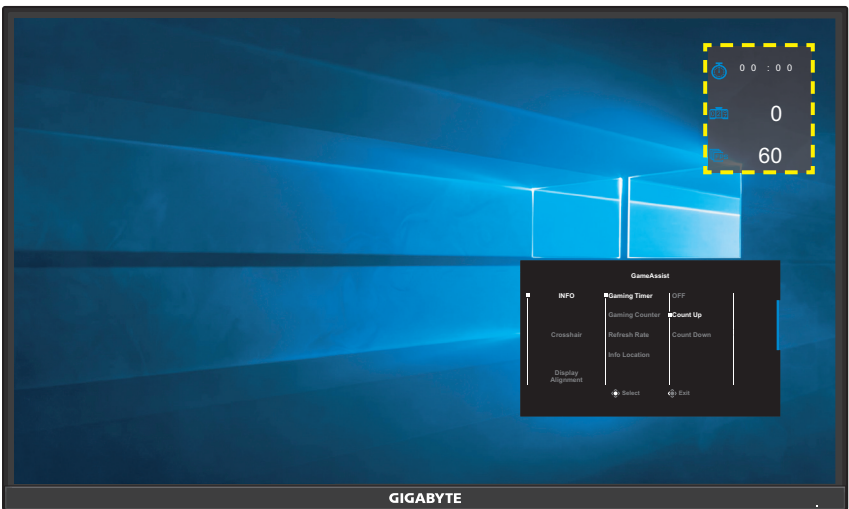 00:00
0
60
GameAssist
INFO Gaming Timer OFF
Gaming Counter Count Up
Crosshair Refresh Rate Count Down
Info Location
Display
Alignment
Select Exit
GIGABYTE